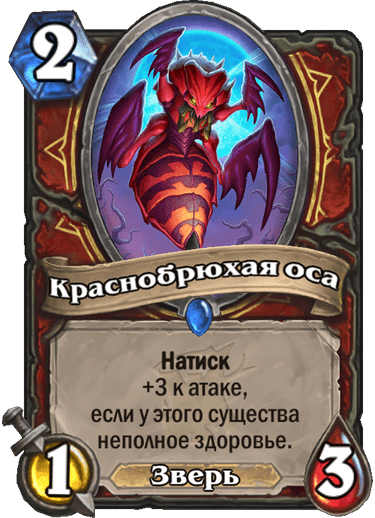 2
Краснобрюхая оса
Натиск
+3 к атаке,
если у этого существа
неполное здоровье.
1
Зверь
3